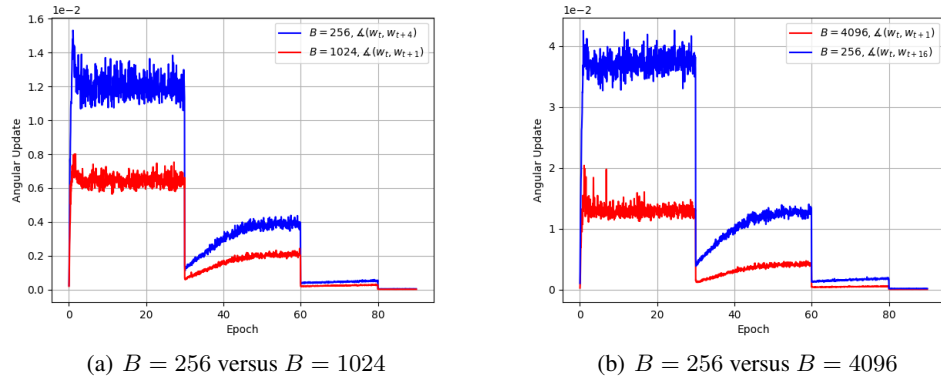 1e−2
1.6
1.4
1.2
1.0
0.8
0.6
0.4
0.2
0.0
Angular Update
0 20 40 60 80
Epoch
B = 256, ∡(w_t, w_{t+4})
B = 1024, ∡(w_t, w_{t+1})
(a) B = 256 versus B = 1024
1e−2
4
3
2
1
0
Angular Update
0 20 40 60 80
Epoch
B = 4096, ∡(w_t, w_{t+1})
B = 256, ∡(w_t, w_{t+16})
(b) B = 256 versus B = 4096